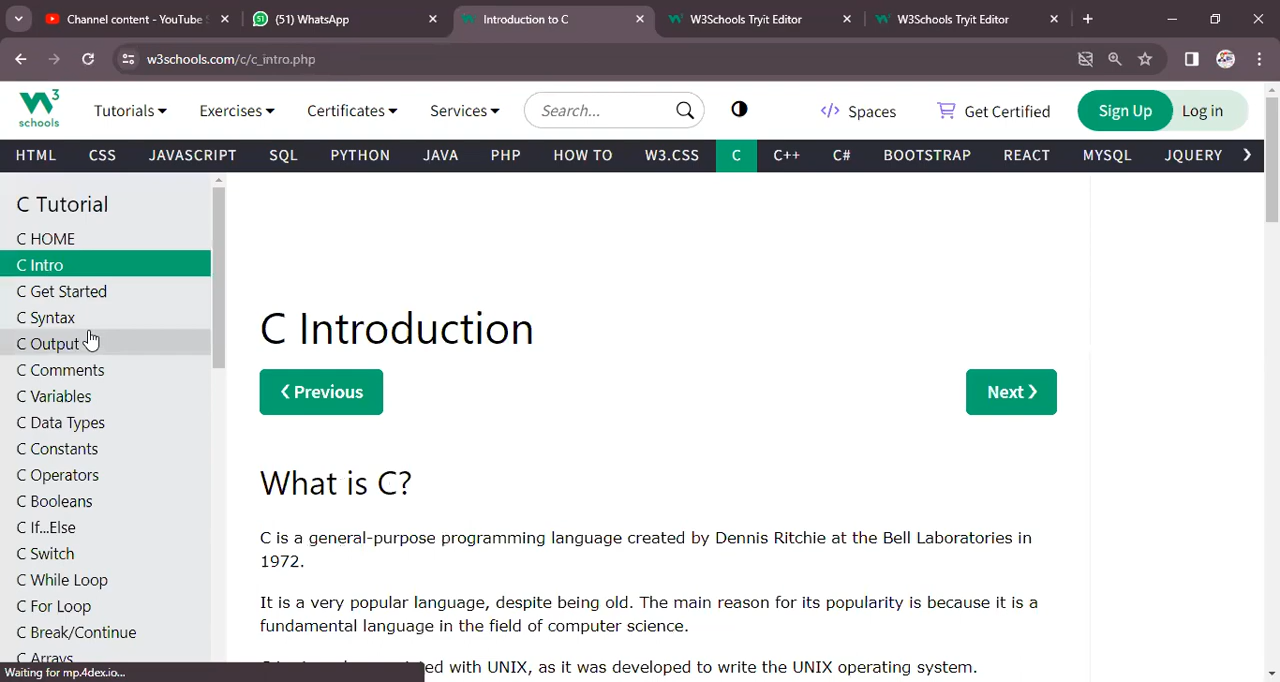 Channel content - YouTube
(51) WhatsApp
Introduction to C
W3Schools Tryit Editor
W3Schools Tryit Editor
w3schools.com/c/c_intro.php
W3 schools
Tutorials
Exercises
Certificates
Services
Search...
Spaces
Get Certified
Sign Up
Log in
HTML CSS JAVASCRIPT SQL PYTHON JAVA PHP HOW TO W3.CSS C C++ C# BOOTSTRAP REACT MYSQL JQUERY
C Tutorial
C HOME
C Intro
C Get Started
C Syntax
C Output
C Comments
C Variables
C Data Types
C Constants
C Operators
C Booleans
C If...Else
C Switch
C While Loop
C For Loop
C Break/Continue
C Arrays
C Introduction
❮ Previous
Next ❯
What is C?
C is a general-purpose programming language created by Dennis Ritchie at the Bell Laboratories in
1972.
It is a very popular language, despite being old. The main reason for its popularity is because it is a
fundamental language in the field of computer science.
with UNIX, as it was developed to write the UNIX operating system.
Waiting for mp.4dex.io...